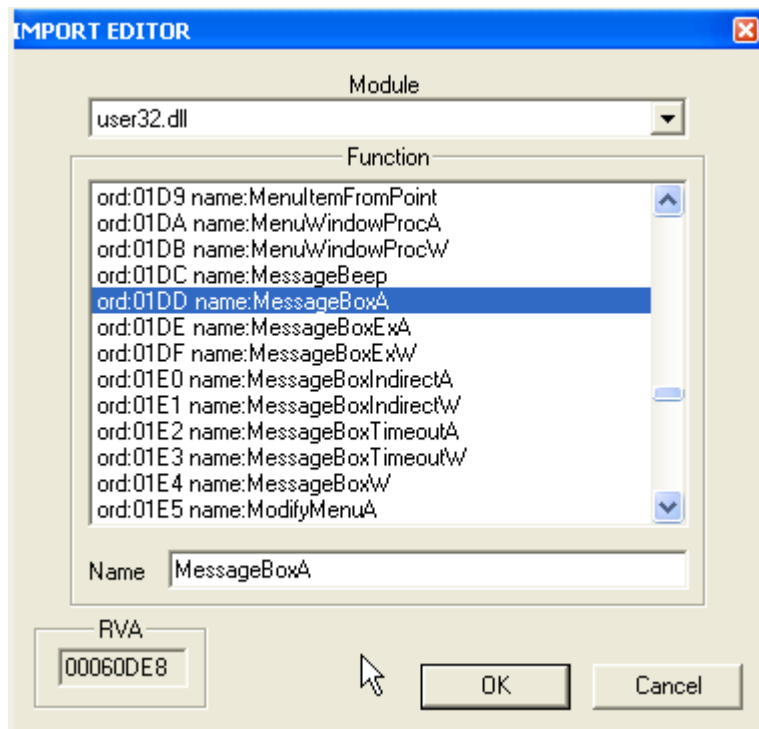 IMPORT EDITOR
Module
user32.dll
Function
ord:01D9 name:MenuItemFromPoint
ord:01DA name:MenuWindowProcA
ord:01DB name:MenuWindowProcW
ord:01DC name:MessageBeep
ord:01DD name:MessageBoxA
ord:01DE name:MessageBoxExA
ord:01DF name:MessageBoxExW
ord:01E0 name:MessageBoxIndirectA
ord:01E1 name:MessageBoxIndirectW
ord:01E2 name:MessageBoxTimeoutA
ord:01E3 name:MessageBoxTimeoutW
ord:01E4 name:MessageBoxW
ord:01E5 name:ModifyMenuA
Name MessageBoxA
RVA
00060DE8
OK Cancel